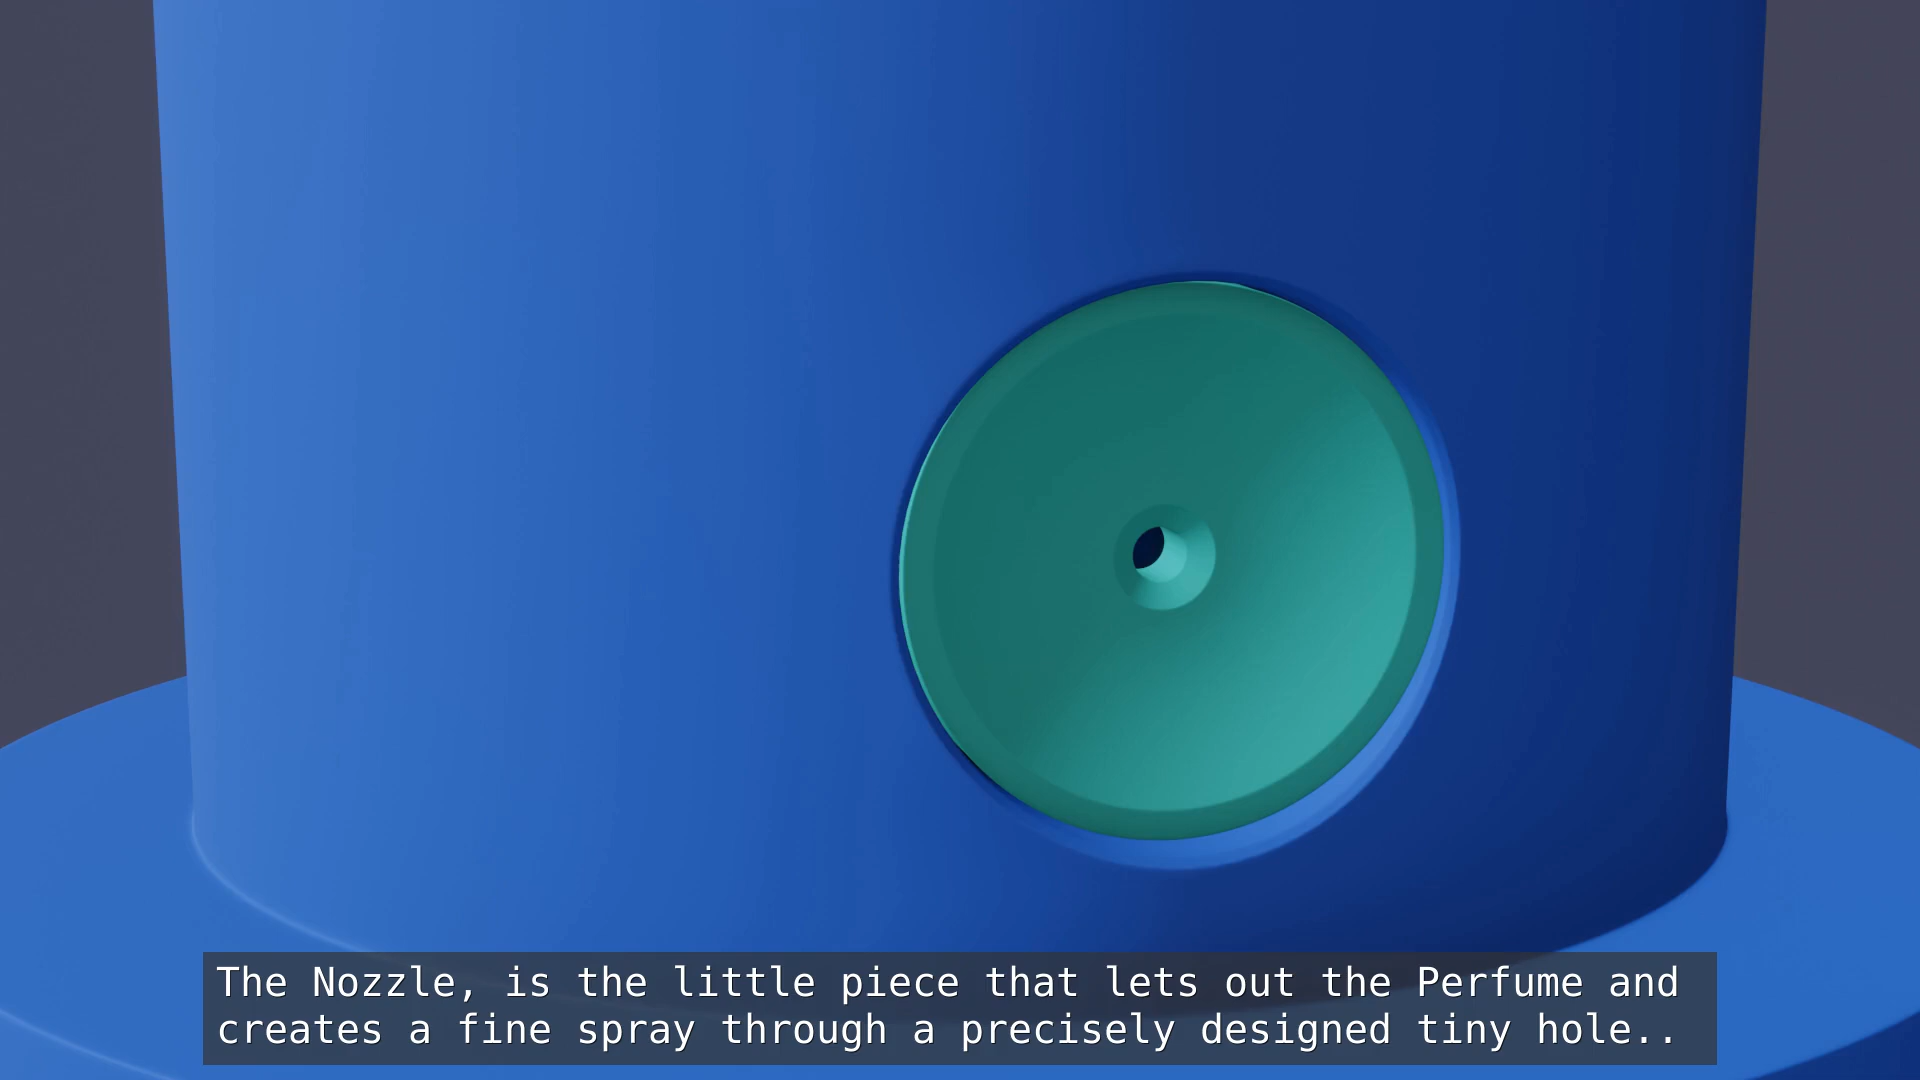 The Nozzle, is the little piece that lets out the Perfume and
creates a fine spray through a precisely designed tiny hole..